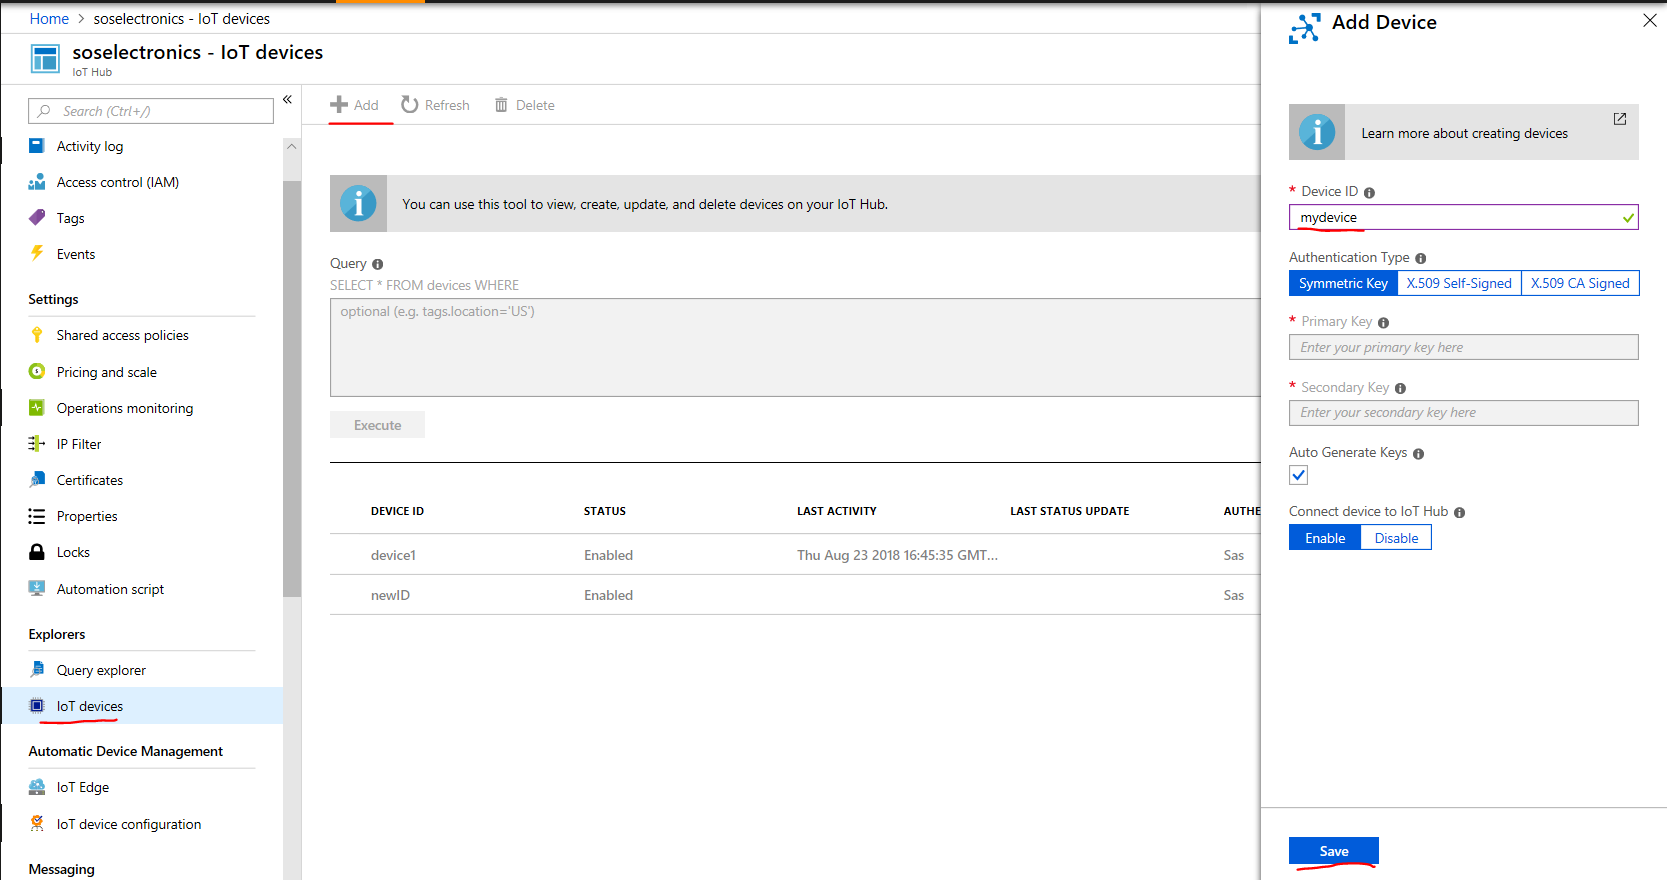 Home > soselectronics - IoT devices
soselectronics - IoT devices
IoT Hub
Search (Ctrl+/)
«
Activity log
Access control (IAM)
Tags
Events
Settings
Shared access policies
Pricing and scale
Operations monitoring
IP Filter
Certificates
Properties
Locks
Automation script
Explorers
Query explorer
IoT devices
Automatic Device Management
IoT Edge
IoT device configuration
Messaging
Add Refresh Delete
You can use this tool to view, create, update, and delete devices on your IoT Hub.
Query
SELECT * FROM devices WHERE
optional (e.g. tags.location='US')
Execute
DEVICE ID STATUS LAST ACTIVITY LAST STATUS UPDATE AUTHE
device1 Enabled Thu Aug 23 2018 16:45:35 GMT... Sas
newID Enabled Sas
Add Device
Learn more about creating devices
* Device ID
mydevice
Authentication Type
Symmetric Key X.509 Self-Signed X.509 CA Signed
* Primary Key
Enter your primary key here
* Secondary Key
Enter your secondary key here
Auto Generate Keys
Connect device to IoT Hub
Enable Disable
Save